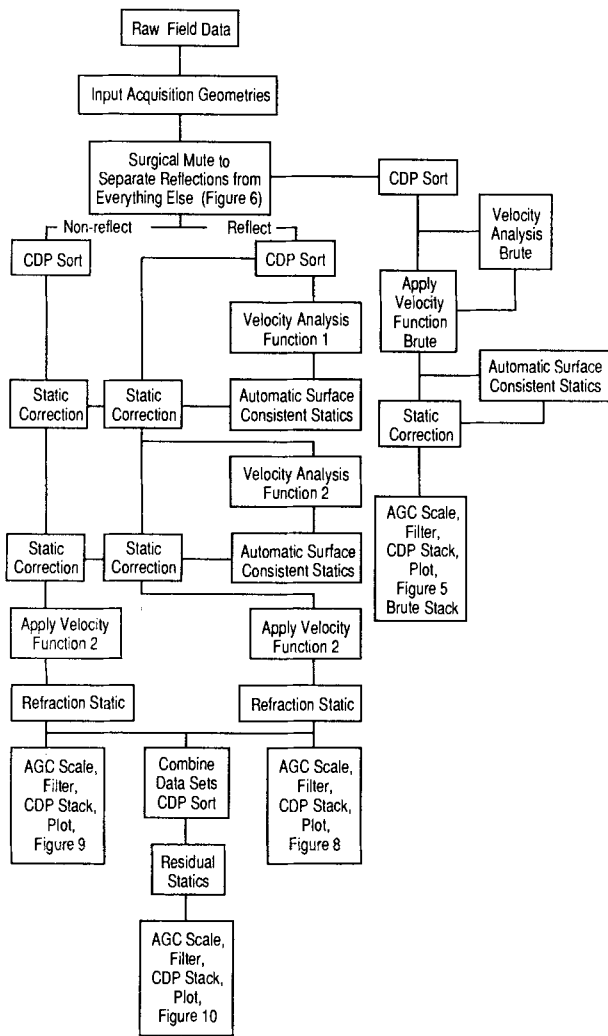 Raw Field Data
Input Acquisition Geometries
Surgical Mute to
Separate Reflections from
Everything Else (Figure 6)
CDP Sort
Velocity
Analysis
Brute
Apply
Velocity
Function
Brute
Automatic Surface
Consistent Statics
Static
Correction
AGC Scale,
Filter,
CDP Stack,
Plot,
Figure 5
Brute Stack
Non-reflect
Reflect
CDP Sort
CDP Sort
Velocity Analysis
Function 1
Static
Correction
Static
Correction
Automatic Surface
Consistent Statics
Velocity Analysis
Function 2
Static
Correction
Static
Correction
Automatic Surface
Consistent Statics
Apply Velocity
Function 2
Apply Velocity
Function 2
Refraction Static
Refraction Static
AGC Scale,
Filter,
CDP Stack,
Plot,
Figure 9
Combine
Data Sets
CDP Sort
AGC Scale,
Filter,
CDP Stack,
Plot,
Figure 8
Residual
Statics
AGC Scale,
Filter,
CDP Stack,
Plot,
Figure 10